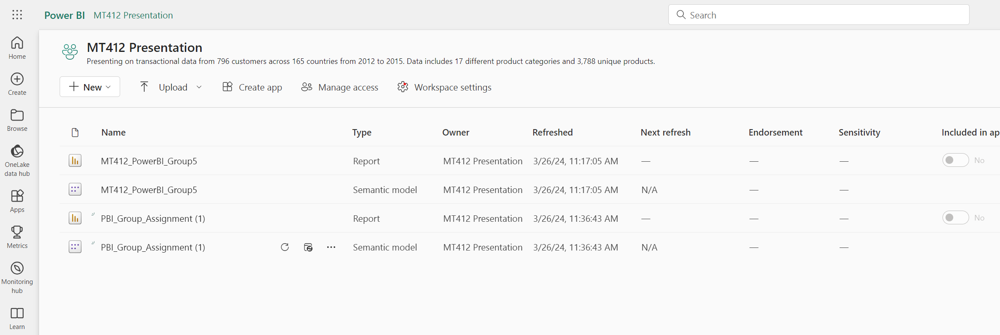 Power BI MT412 Presentation Search
Home
Create
Browse
OneLake
data hub
Apps
Metrics
Monitoring
hub
Learn
MT412 Presentation
Presenting on transactional data from 796 customers across 165 countries from 2012 to 2015. Data includes 17 different product categories and 3,788 unique products.
New Upload Create app Manage access Workspace settings
Name Type Owner Refreshed Next refresh Endorsement Sensitivity Included in ap
MT412_PowerBI_Group5 Report MT412 Presentation 3/26/24, 11:17:05 AM — — — No
MT412_PowerBI_Group5 Semantic model MT412 Presentation 3/26/24, 11:17:05 AM N/A — —
PBI_Group_Assignment (1) Report MT412 Presentation 3/26/24, 11:36:43 AM — — — No
PBI_Group_Assignment (1) Semantic model MT412 Presentation 3/26/24, 11:36:43 AM N/A — —